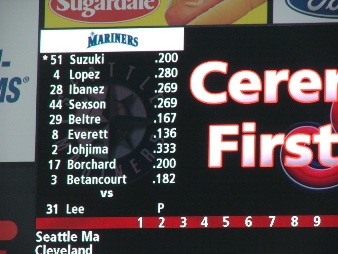 Sugardale
Ford
MARINERS
*51 Suzuki .200
4 Lopez .280
28 Ibanez .269
44 Sexson .269
29 Beltre .167
8 Everett .136
2 Johjima .333
17 Borchard .200
3 Betancourt .182
vs
31 Lee P
Cerem
First
1 2 3 4 5 6 7 8 9
Seattle Ma
Cleveland